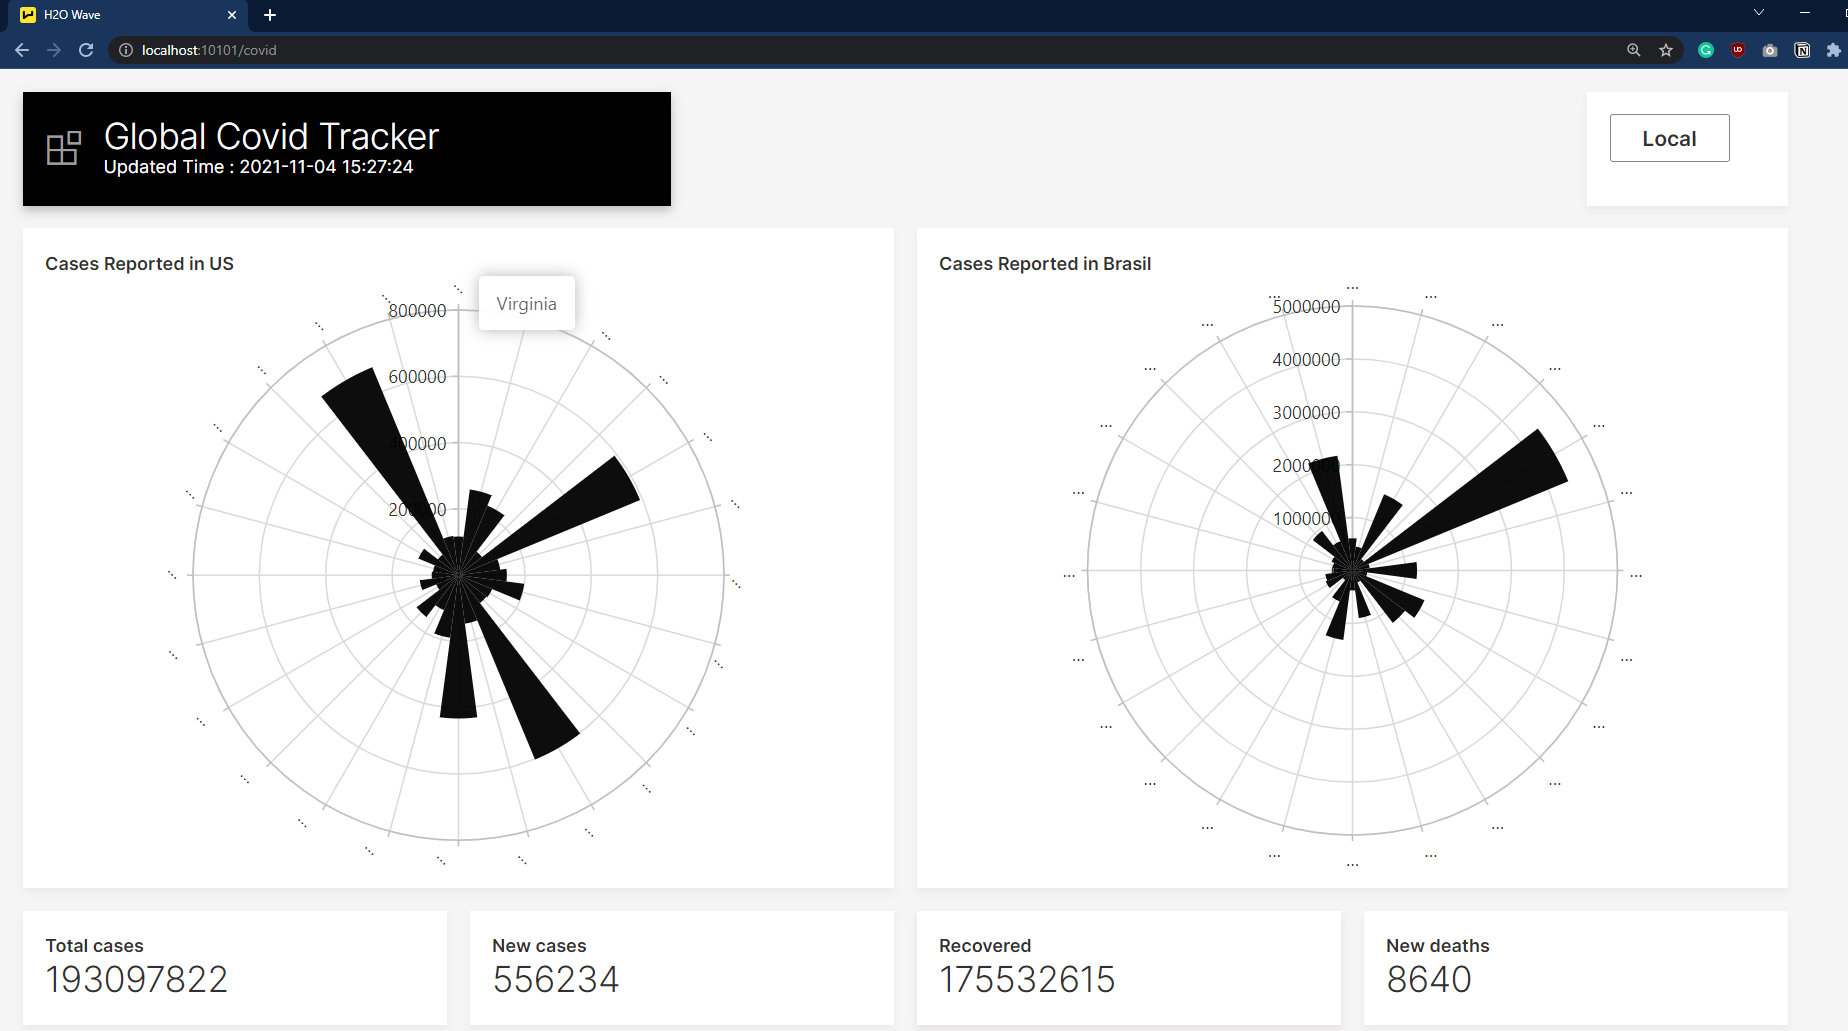 H2O Wave
localhost:10101/covid
Global Covid Tracker
Updated Time : 2021-11-04 15:27:24
Local
Cases Reported in US
Virginia
800000
600000
400000
200000
Cases Reported in Brasil
5000000
4000000
3000000
2000000
1000000
Total cases
193097822
New cases
556234
Recovered
175532615
New deaths
8640